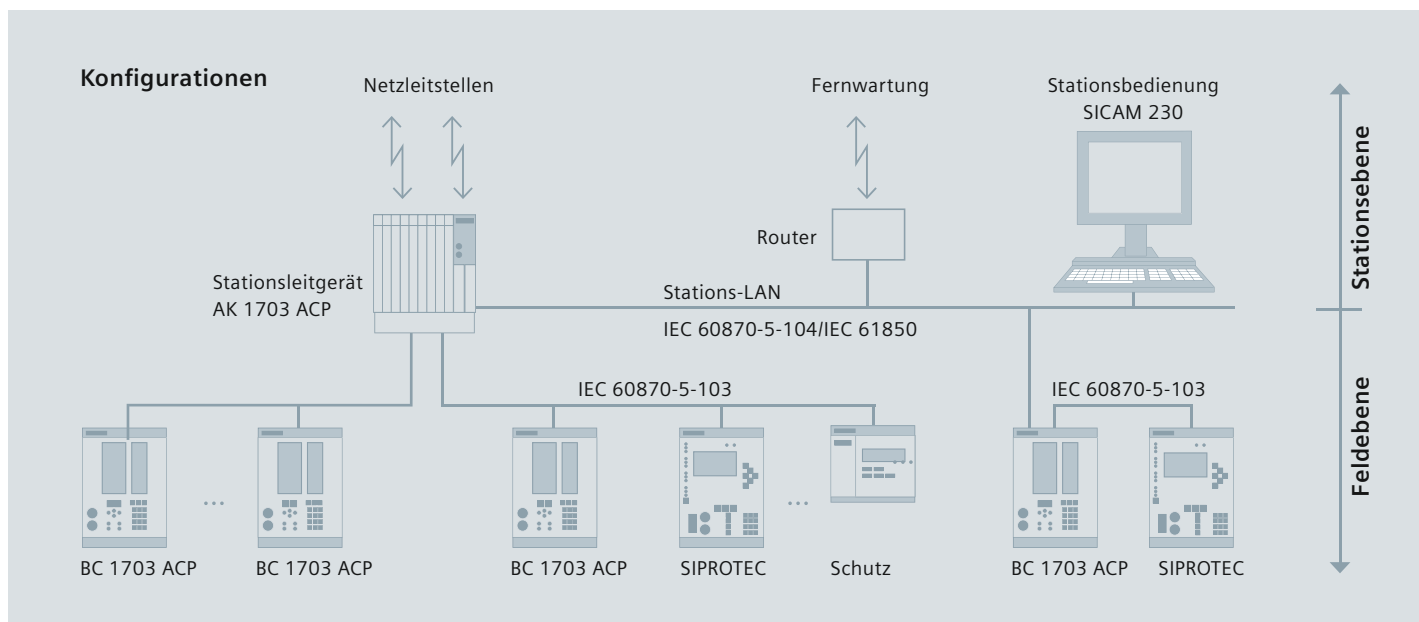 Konfigurationen
Netzleitstellen
Fernwartung
Stationsbedienung
SICAM 230
Stationsebene
Router
Stationsleitgerät
AK 1703 ACP
Stations-LAN
IEC 60870-5-104/IEC 61850
IEC 60870-5-103
IEC 60870-5-103
Feldebene
...
...
BC 1703 ACP
BC 1703 ACP
BC 1703 ACP
SIPROTEC
Schutz
BC 1703 ACP
SIPROTEC